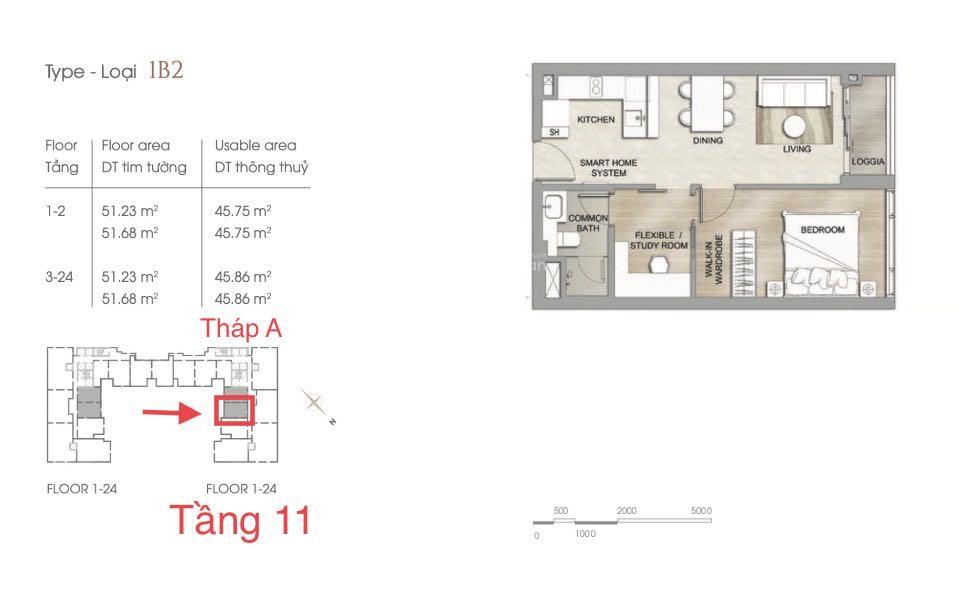 Type - Loại 1B2
Floor Floor area Usable area
Tầng DT tim tường DT thông thuỷ
1-2 51.23 m² 45.75 m²
51.68 m² 45.75 m²
3-24 51.23 m² 45.86 m²
51.68 m² 45.86 m²
Tháp A
N
FLOOR 1-24 FLOOR 1-24
Tầng 11
KITCHEN
SH
DINING
LIVING
LOGGIA
SMART HOME
SYSTEM
COMMON
BATH
FLEXIBLE /
STUDY ROOM
WALK-IN
WARDROBE
BEDROOM
500 2000 5000
0 1000